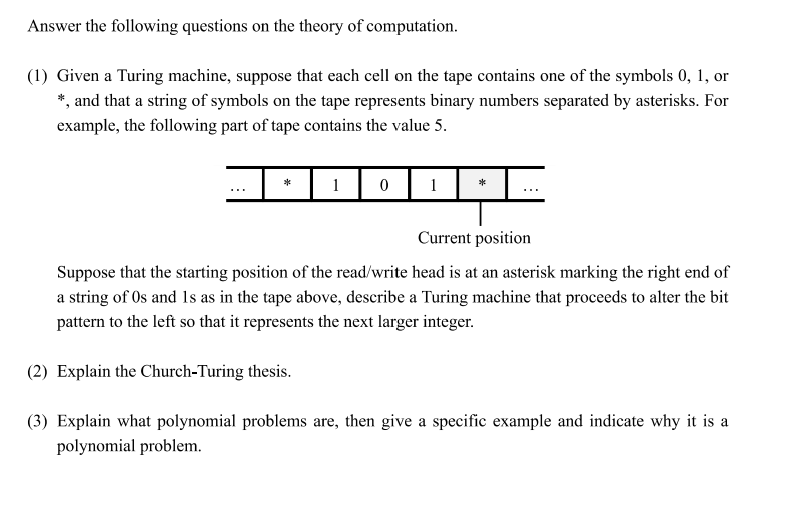 Answer the following questions on the theory of computation.
(1) Given a Turing machine, suppose that each cell on the tape contains one of the symbols 0, 1, or
*, and that a string of symbols on the tape represents binary numbers separated by asterisks. For
example, the following part of tape contains the value 5.
... * 1 0 1 * ...
Current position
Suppose that the starting position of the read/write head is at an asterisk marking the right end of
a string of 0s and 1s as in the tape above, describe a Turing machine that proceeds to alter the bit
pattern to the left so that it represents the next larger integer.
(2) Explain the Church-Turing thesis.
(3) Explain what polynomial problems are, then give a specific example and indicate why it is a
polynomial problem.